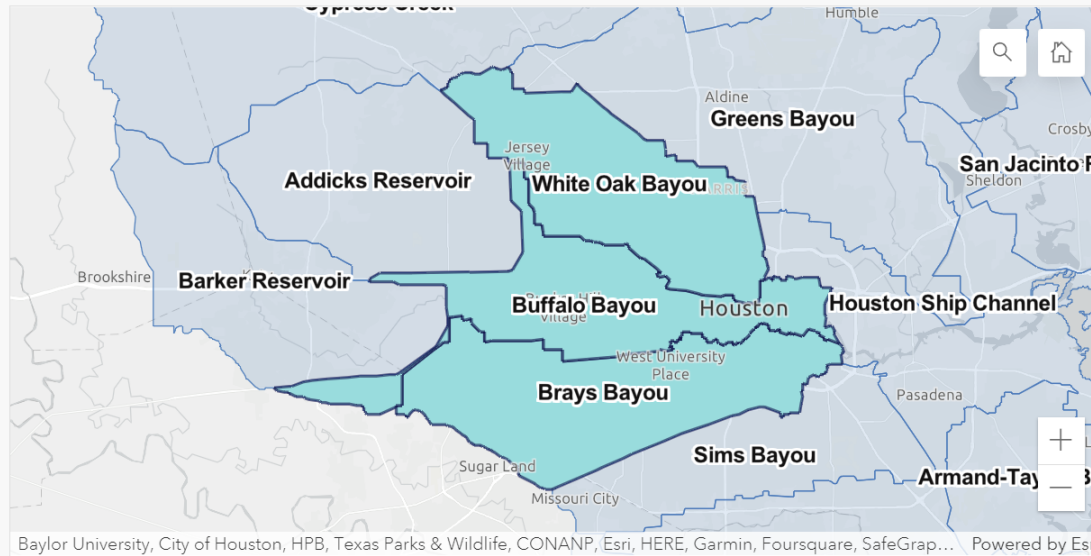 Cypress Creek
Humble
Aldine
Greens Bayou
Crosby
Jersey
Village
San Jacinto R
Addicks Reservoir
White Oak Bayou
Sheldon
ARRIS
Brookshire
Barker Reservoir
Buffalo Bayou
Village
Houston
Houston Ship Channel
West University
Place
Brays Bayou
Pasadena
Sugar Land
Sims Bayou
Armand-Tay
B
Missouri City
Baylor University, City of Houston, HPB, Texas Parks & Wildlife, CONANP, Esri, HERE, Garmin, Foursquare, SafeGrap...
Powered by Es